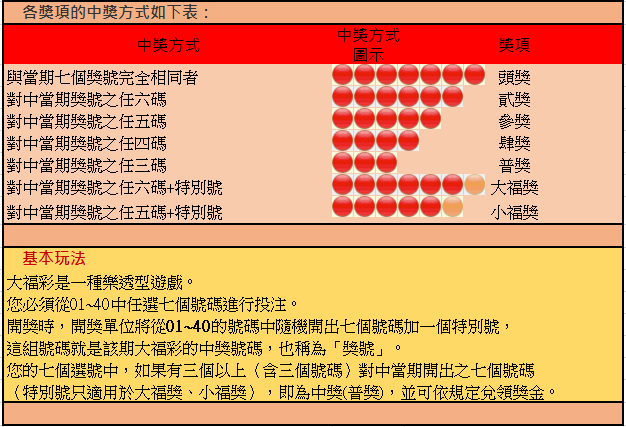 各獎項的中獎方式如下表：
中獎方式 中獎方式圖示 獎項
與當期七個獎號完全相同者 頭獎
對中當期獎號之任六碼 貳獎
對中當期獎號之任五碼 參獎
對中當期獎號之任四碼 肆獎
對中當期獎號之任三碼 普獎
對中當期獎號之任六碼+特別號 大福獎
對中當期獎號之任五碼+特別號 小福獎
基本玩法
大福彩是一種樂透型遊戲。
您必須從01~40中任選七個號碼進行投注。
開獎時，開獎單位將從01~40的號碼中隨機開出七個號碼加一個特別號，
這組號碼就是該期大福彩的中獎號碼，也稱為「獎號」。
您的七個選號中，如果有三個以上（含三個號碼）對中當期開出之七個號碼
（特別號只適用於大福獎、小福獎），即為中獎(普獎)，並可依規定兌領獎金。